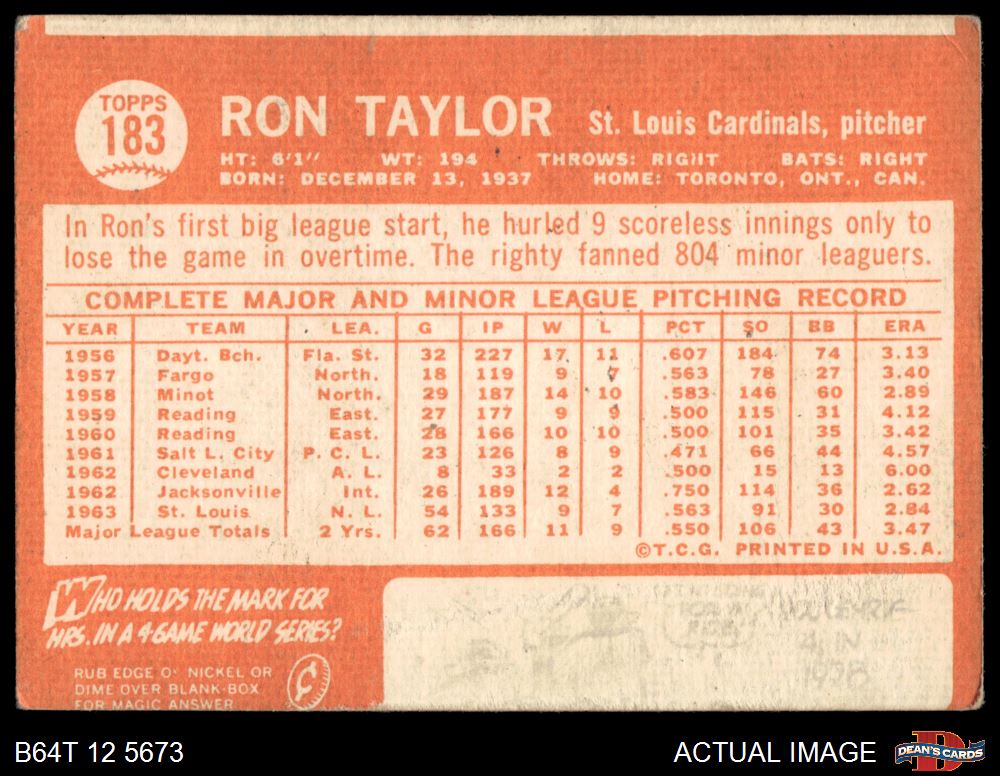 TOPPS
183
RON TAYLOR St. Louis Cardinals, pitcher
HT: 6'1" WT: 194 THROWS: RIGHT BATS: RIGHT
BORN: DECEMBER 13, 1937 HOME: TORONTO, ONT., CAN.
In Ron's first big league start, he hurled 9 scoreless innings only to
lose the game in overtime. The righty fanned 804 minor leaguers.
COMPLETE MAJOR AND MINOR LEAGUE PITCHING RECORD
YEAR TEAM LEA. G IP W L PCT SO BB ERA
1956 Dayt. Bch. Fla. St. 32 227 17 11 .607 184 74 3.13
1957 Fargo North. 18 119 9 7 .563 78 27 3.40
1958 Minot North. 29 187 14 10 .583 146 60 2.89
1959 Reading East. 27 177 9 9 .500 115 31 4.12
1960 Reading East. 28 166 10 10 .500 101 35 3.42
1961 Salt L. City P. C. L. 23 126 8 9 .471 66 44 4.57
1962 Cleveland A. L. 8 33 2 2 .500 15 13 6.00
1962 Jacksonville Int. 26 189 12 4 .750 114 36 2.62
1963 St. Louis N. L. 54 133 9 7 .563 91 30 2.84
Major League Totals 2 Yrs. 62 166 11 9 .550 106 43 3.47
©T.C.G. PRINTED IN U.S.A.
WHO HOLDS THE MARK FOR
HRS. IN A 4-GAME WORLD SERIES?
RUB EDGE OF NICKEL OR
DIME OVER BLANK-BOX
FOR MAGIC ANSWER
LOU GEHRIG
4 IN
1928
B64T 12 5673 ACTUAL IMAGE DEAN'S CARDS